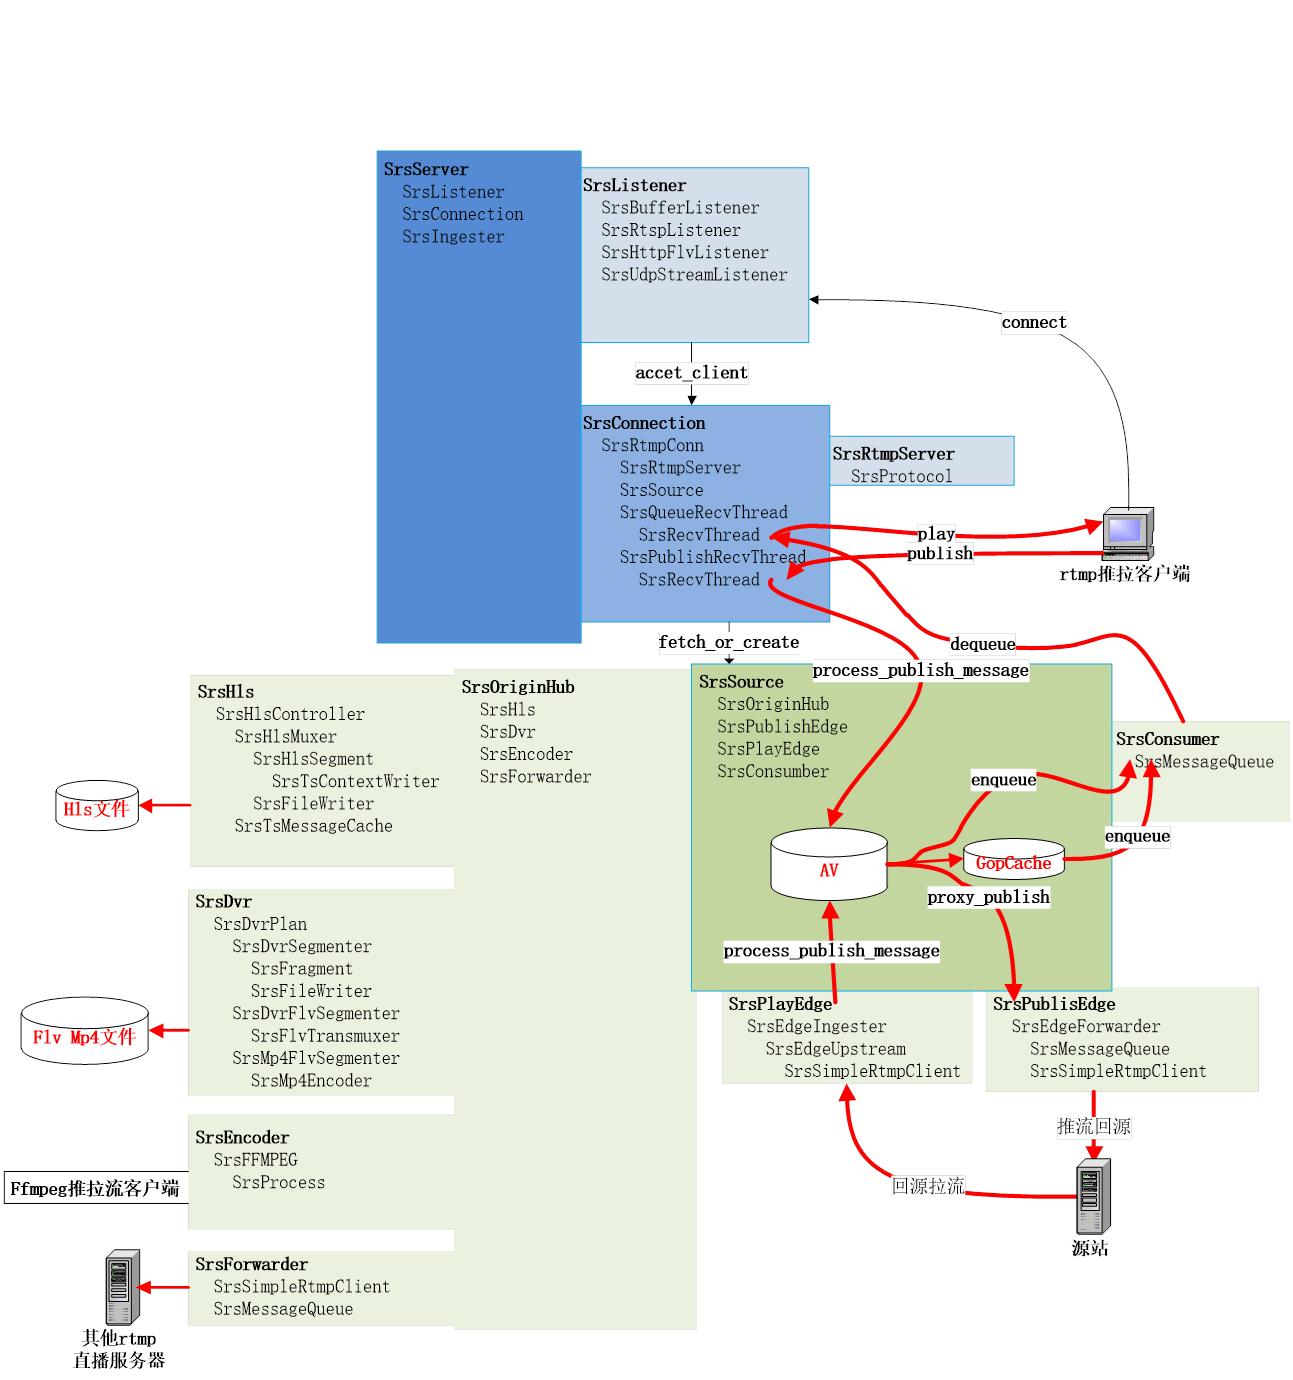 SrsServer
SrsListener
SrsConnection
SrsIngester
SrsListener
SrsBufferListener
SrsRtspListener
SrsHttpFlvListener
SrsUdpStreamListener
connect
accet_client
SrsConnection
SrsRtmpConn
SrsRtmpServer
SrsSource
SrsQueueRecvThread
SrsRecvThread
SrsPublishRecvThread
SrsRecvThread
SrsRtmpServer
SrsProtocol
play
publish
rtmp推拉客户端
fetch_or_create
dequeue
process_publish_message
SrsHls
SrsHlsController
SrsHlsMuxer
SrsHlsSegment
SrsTsContextWriter
SrsFileWriter
SrsTsMessageCache
Hls文件
SrsOriginHub
SrsHls
SrsDvr
SrsEncoder
SrsForwarder
SrsSource
SrsOriginHub
SrsPublishEdge
SrsPlayEdge
SrsConsumber
SrsConsumer
SrsMessageQueue
enqueue
enqueue
AV
GopCache
proxy_publish
process_publish_message
SrsDvr
SrsDvrPlan
SrsDvrSegmenter
SrsFragment
SrsFileWriter
SrsDvrFlvSegmenter
SrsFlvTransmuxer
SrsMp4FlvSegmenter
SrsMp4Encoder
Flv Mp4文件
SrsPlayEdge
SrsEdgeIngester
SrsEdgeUpstream
SrsSimpleRtmpClient
SrsPublisEdge
SrsEdgeForwarder
SrsMessageQueue
SrsSimpleRtmpClient
推流回源
回源拉流
源站
SrsEncoder
SrsFFMPEG
SrsProcess
Ffmpeg推拉流客户端
SrsForwarder
SrsSimpleRtmpClient
SrsMessageQueue
其他rtmp
直播服务器